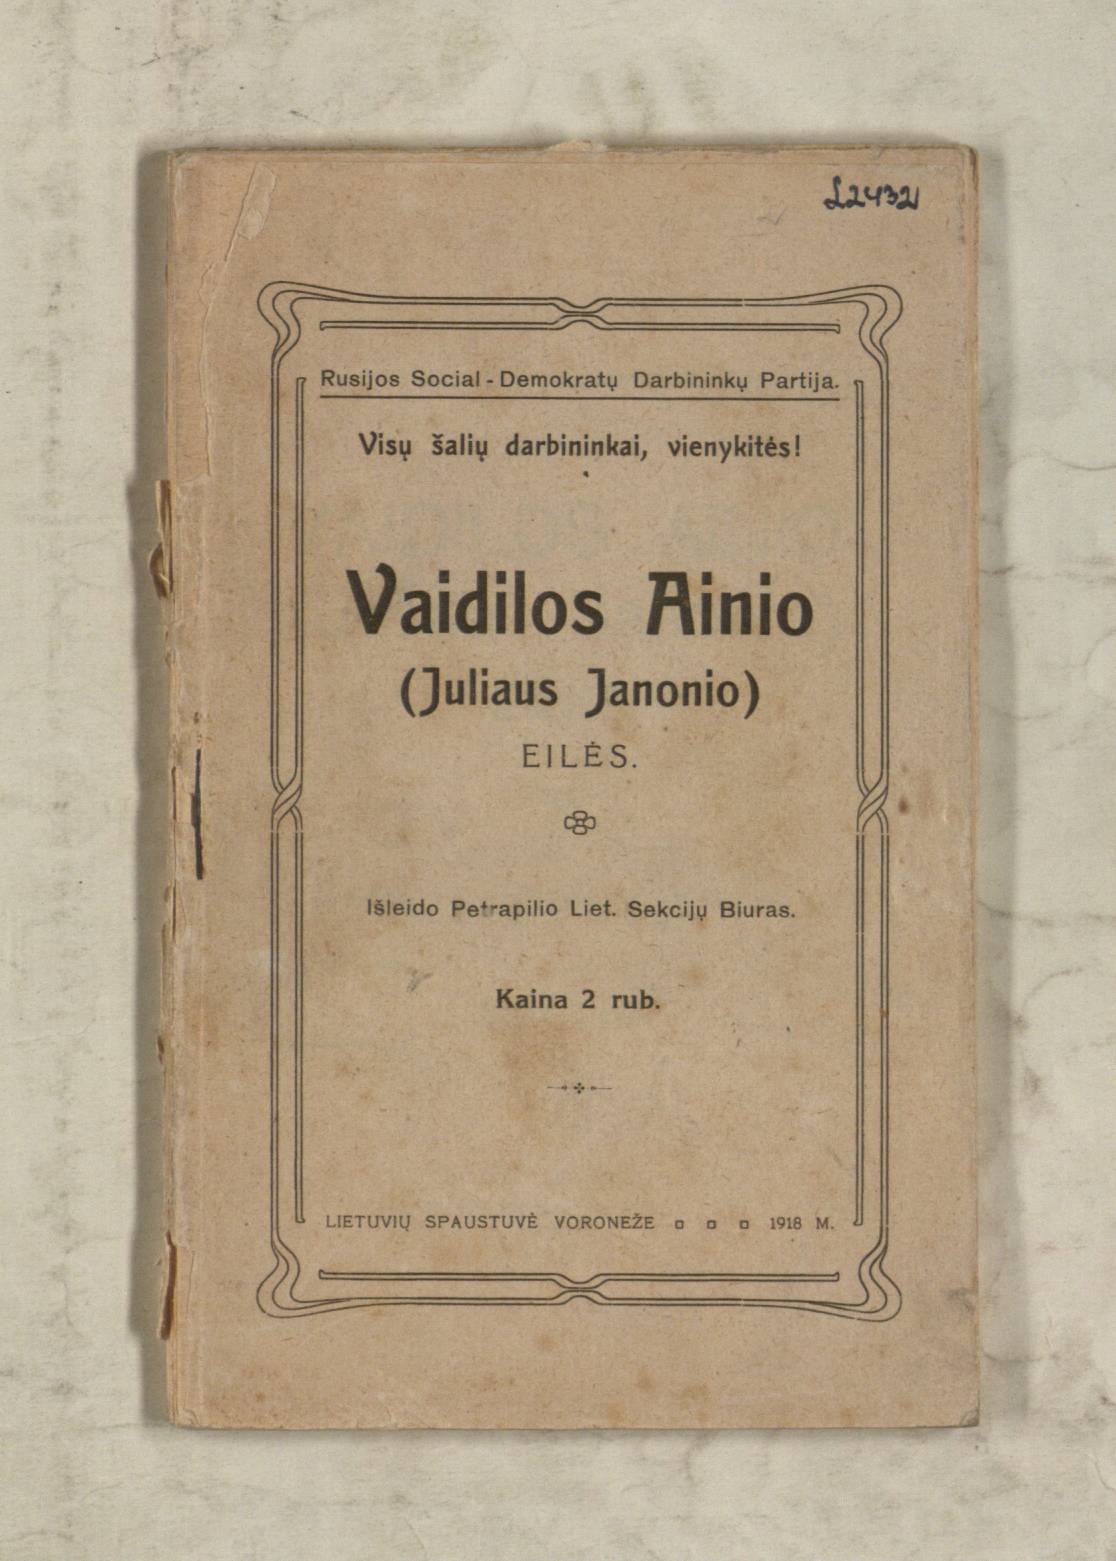 L2432
Rusijos Social-Demokratų Darbininkų Partija.
Visų šalių darbininkai, vienykitės!
Vaidilos Ainio
(Juliaus Janonio)
EILĖS.
Išleido Petrapilio Liet. Sekcijų Biuras.
Kaina 2 rub.
LIETUVIŲ SPAUSTUVĖ VORONEŽE 1918 M.